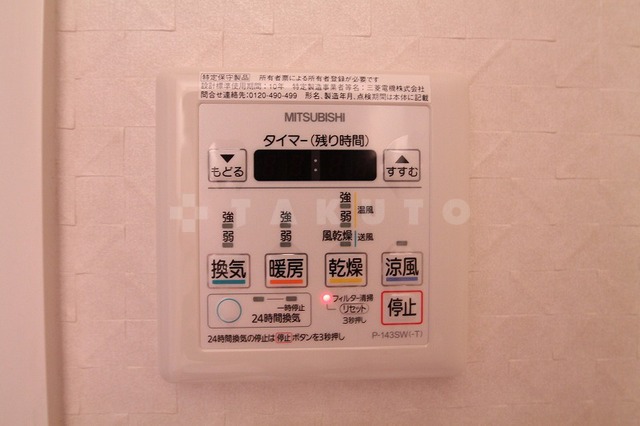 特定保守製品 所有者票による所有者登録が必要です
設計標準使用期間：10年 特定製造事業者等名：三菱電機株式会社
問合せ連絡先:0120-490-499 形名、製造年月、点検期間は本体に記載
MITSUBISHI
タイマー(残り時間)
▼ もどる
▲ すすむ
TAKUTO
強 強 強 温風
弱 弱 弱
風乾燥 送風
換気 暖房 乾燥 涼風
一時停止
24時間換気
フィルター清掃
リセット
3秒押し
停止
P-143SW(-T)
24時間換気の停止は停止ボタンを3秒押し